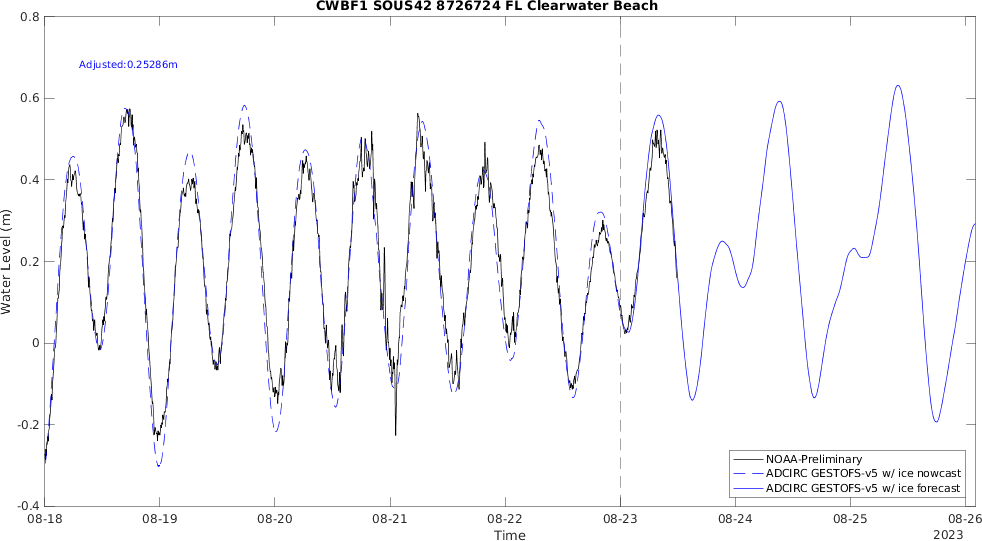 CWBF1 SOUS42 8726724 FL Clearwater Beach
Adjusted:0.25286m
Water Level (m)
0.8
0.6
0.4
0.2
0
-0.2
-0.4
NOAA-Preliminary
ADCIRC GESTOFS-v5 w/ ice nowcast
ADCIRC GESTOFS-v5 w/ ice forecast
08-18 08-19 08-20 08-21 08-22 08-23 08-24 08-25 08-26
Time
2023